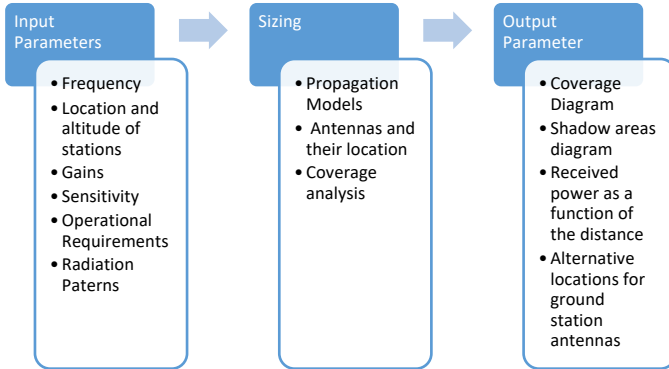 Input
Parameters
• Frequency
• Location and
altitude of
stations
• Gains
• Sensitivity
• Operational
Requirements
• Radiation
Paterns
Sizing
• Propagation
Models
• Antennas and
their location
• Coverage
analysis
Output
Parameter
• Coverage
Diagram
• Shadow areas
diagram
• Received
power as a
function of
the distance
• Alternative
locations for
ground
station
antennas